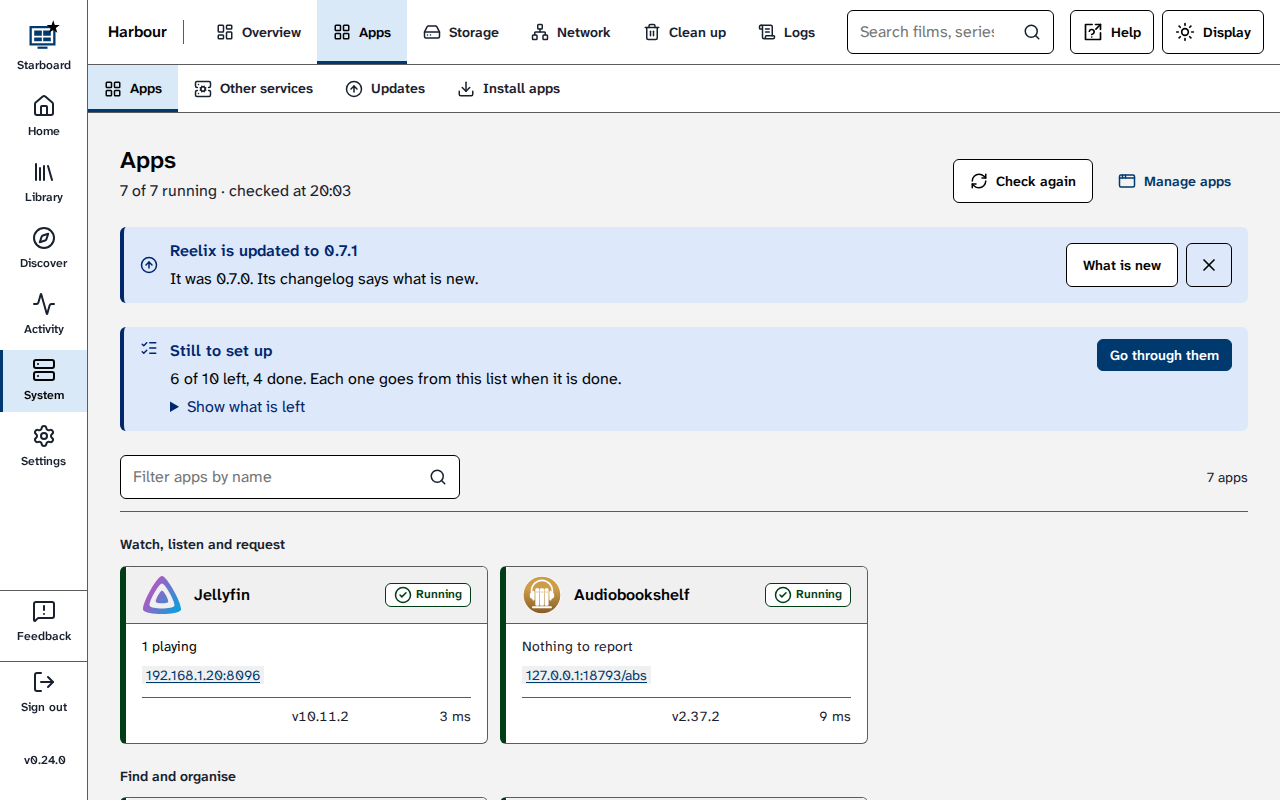 Starboard
Home
Library
Discover
Activity
System
Settings
Feedback
Sign out
v0.24.0
Harbour
Overview
Apps
Storage
Network
Clean up
Logs
Search films, series
Help
Display
Apps
Other services
Updates
Install apps
Apps
7 of 7 running · checked at 20:03
Check again
Manage apps
Reelix is updated to 0.7.1
It was 0.7.0. Its changelog says what is new.
What is new
Still to set up
6 of 10 left, 4 done. Each one goes from this list when it is done.
Show what is left
Go through them
Filter apps by name
7 apps
Watch, listen and request
Jellyfin
Running
1 playing
192.168.1.20:8096
v10.11.2
3 ms
Audiobookshelf
Running
Nothing to report
127.0.0.1:18793/abs
v2.37.2
9 ms
Find and organise